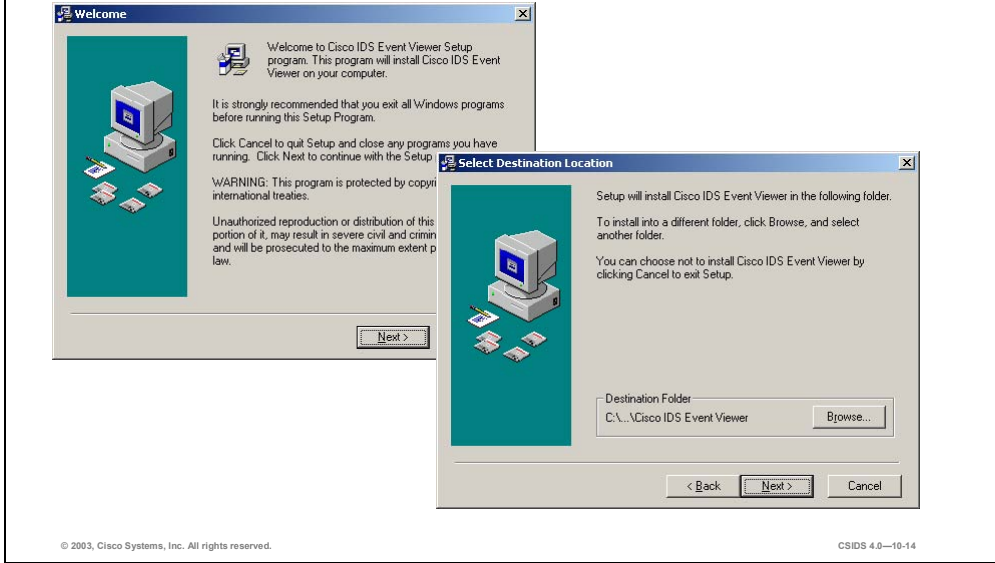 Welcome
Welcome to Cisco IDS Event Viewer Setup
program. This program will install Cisco IDS Event
Viewer on your computer.
It is strongly recommended that you exit all Windows programs
before running this Setup Program.
Click Cancel to quit Setup and close any programs you have
running. Click Next to continue with the Setup
WARNING: This program is protected by copyri
international treaties.
Unauthorized reproduction or distribution of this
portion of it, may result in severe civil and crimin
and will be prosecuted to the maximum extent p
law.
Next >
Select Destination Location
Setup will install Cisco IDS Event Viewer in the following folder.
To install into a different folder, click Browse, and select
another folder.
You can choose not to install Cisco IDS Event Viewer by
clicking Cancel to exit Setup.
Destination Folder
C:\...\Cisco IDS Event Viewer
Browse...
< Back
Next >
Cancel
© 2003, Cisco Systems, Inc. All rights reserved.
CSIDS 4.0—10-14